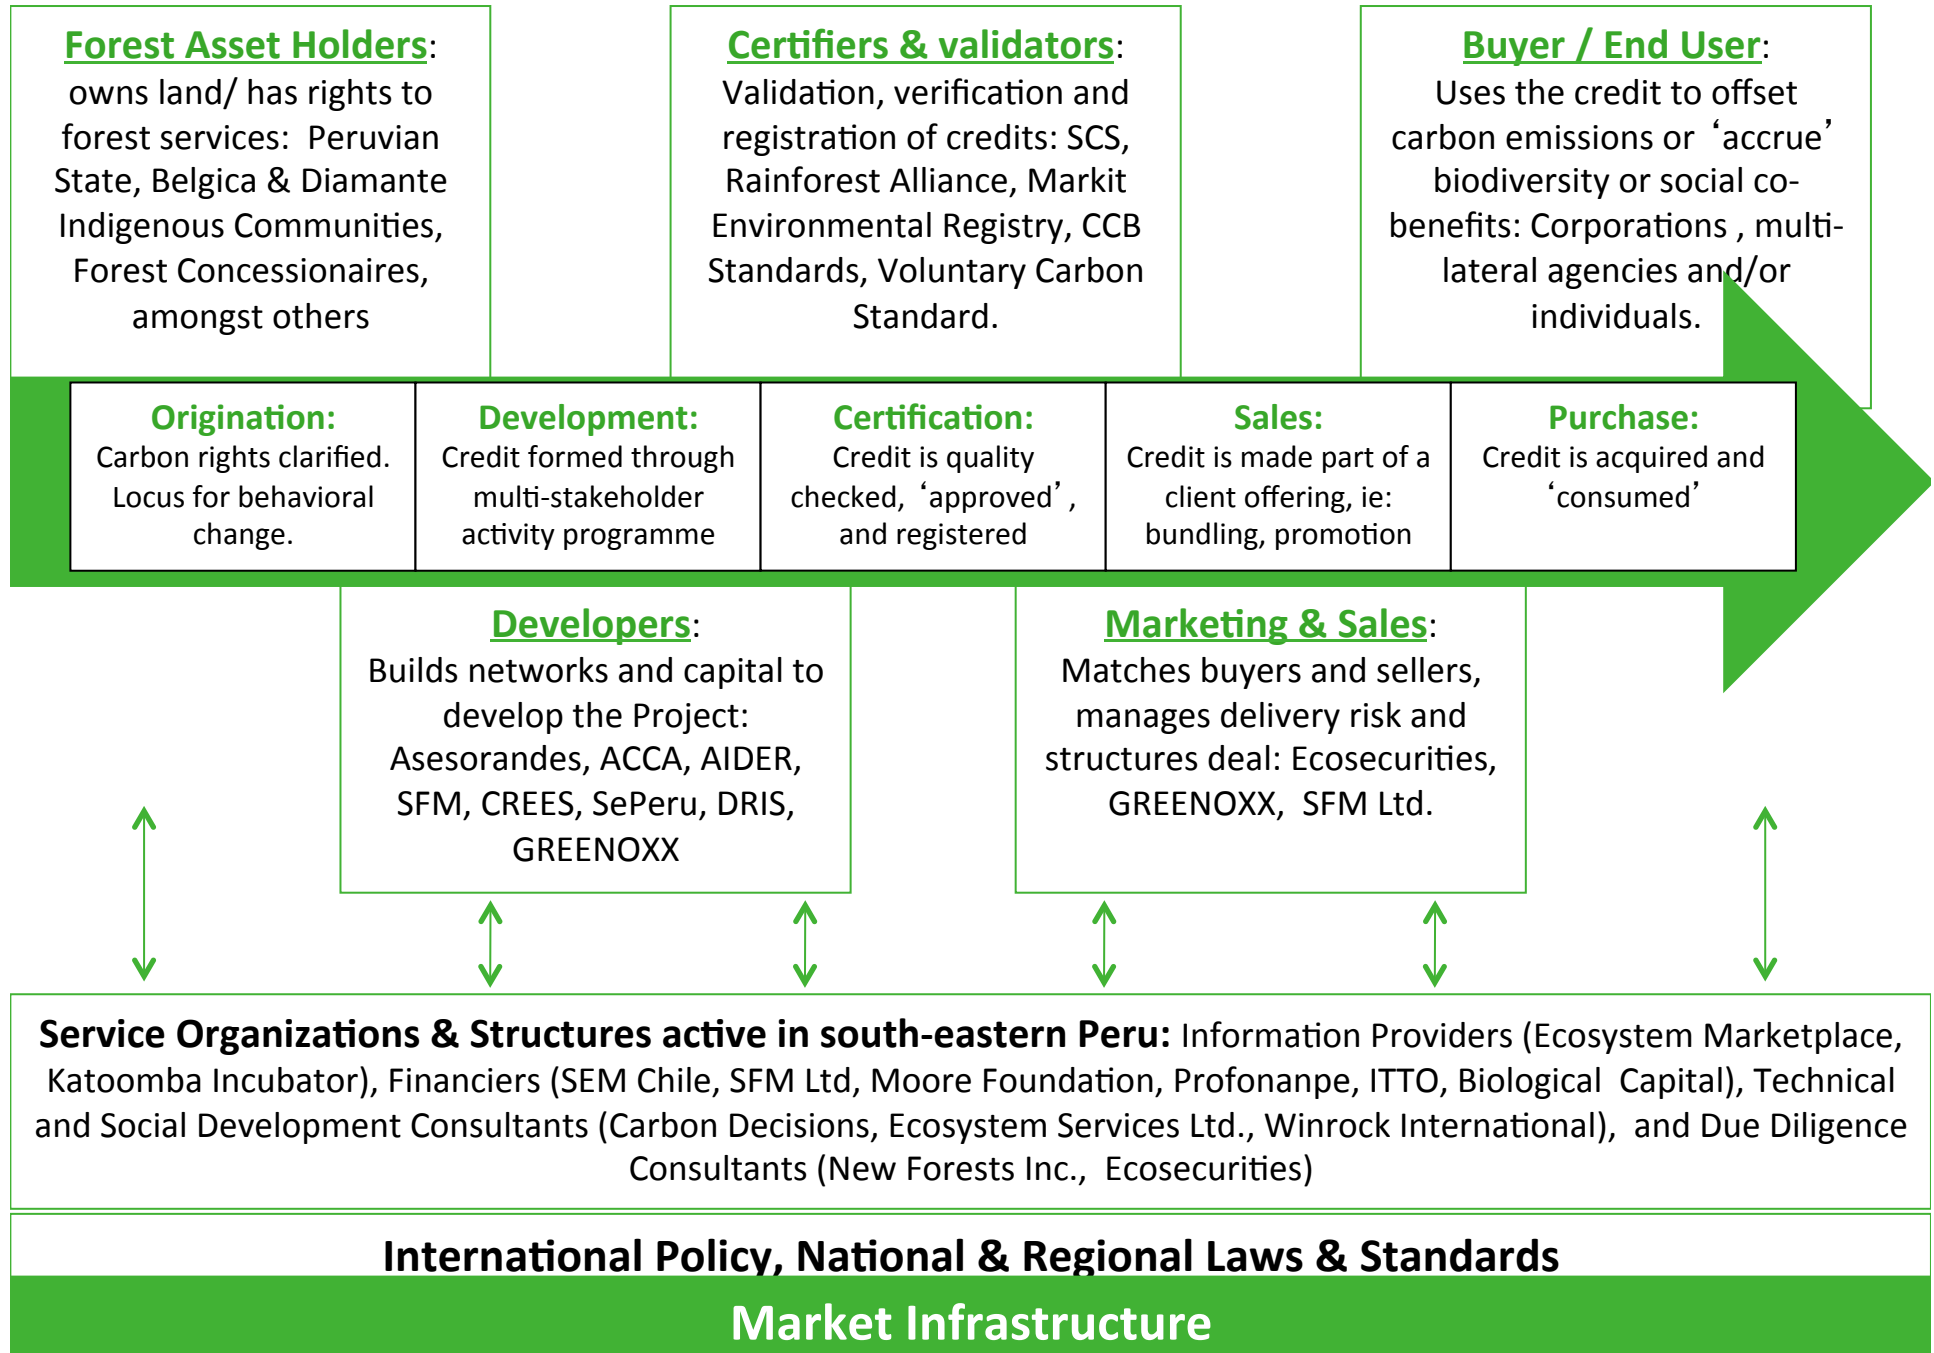 Forest Asset Holders:
owns land/ has rights to
forest services:  Peruvian
State, Belgica & Diamante
Indigenous Communities,
Forest Concessionaires,
amongst others
Certifiers & validators:
Validation, verification and
registration of credits: SCS,
Rainforest Alliance, Markit
Environmental Registry, CCB
Standards, Voluntary Carbon
Standard.
Buyer / End User:
Uses the credit to offset
carbon emissions or ‘accrue’
biodiversity or social co-
benefits: Corporations , multi-
lateral agencies and/or
individuals.
Origination:
Carbon rights clarified.
Locus for behavioral
change.
Development:
Credit formed through
multi-stakeholder
activity programme
Certification:
Credit is quality
checked, ‘approved’,
and registered
Sales:
Credit is made part of a
client offering, ie:
bundling, promotion
Purchase:
Credit is acquired and
‘consumed’
Developers:
Builds networks and capital to
develop the Project:
Asesorandes, ACCA, AIDER,
SFM, CREES, SePeru, DRIS,
GREENOXX
Marketing & Sales:
Matches buyers and sellers,
manages delivery risk and
structures deal: Ecosecurities,
GREENOXX,  SFM Ltd.
Service Organizations & Structures active in south-eastern Peru: Information Providers (Ecosystem Marketplace,
Katoomba Incubator), Financiers (SEM Chile, SFM Ltd, Moore Foundation, Profonanpe, ITTO, Biological  Capital), Technical
and Social Development Consultants (Carbon Decisions, Ecosystem Services Ltd., Winrock International),  and Due Diligence
Consultants (New Forests Inc.,  Ecosecurities)
International Policy, National & Regional Laws & Standards
Market Infrastructure